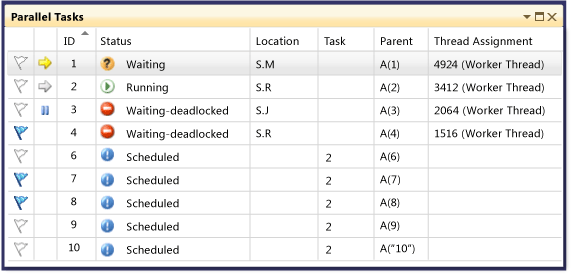 Parallel Tasks
ID Status Location Task Parent Thread Assignment
1 Waiting S.M A(1) 4924 (Worker Thread)
2 Running S.R A(2) 3412 (Worker Thread)
3 Waiting-deadlocked S.J A(3) 2064 (Worker Thread)
4 Waiting-deadlocked S.R A(4) 1516 (Worker Thread)
6 Scheduled 2 A(6)
7 Scheduled 2 A(7)
8 Scheduled 2 A(8)
9 Scheduled 2 A(9)
10 Scheduled 2 A("10")